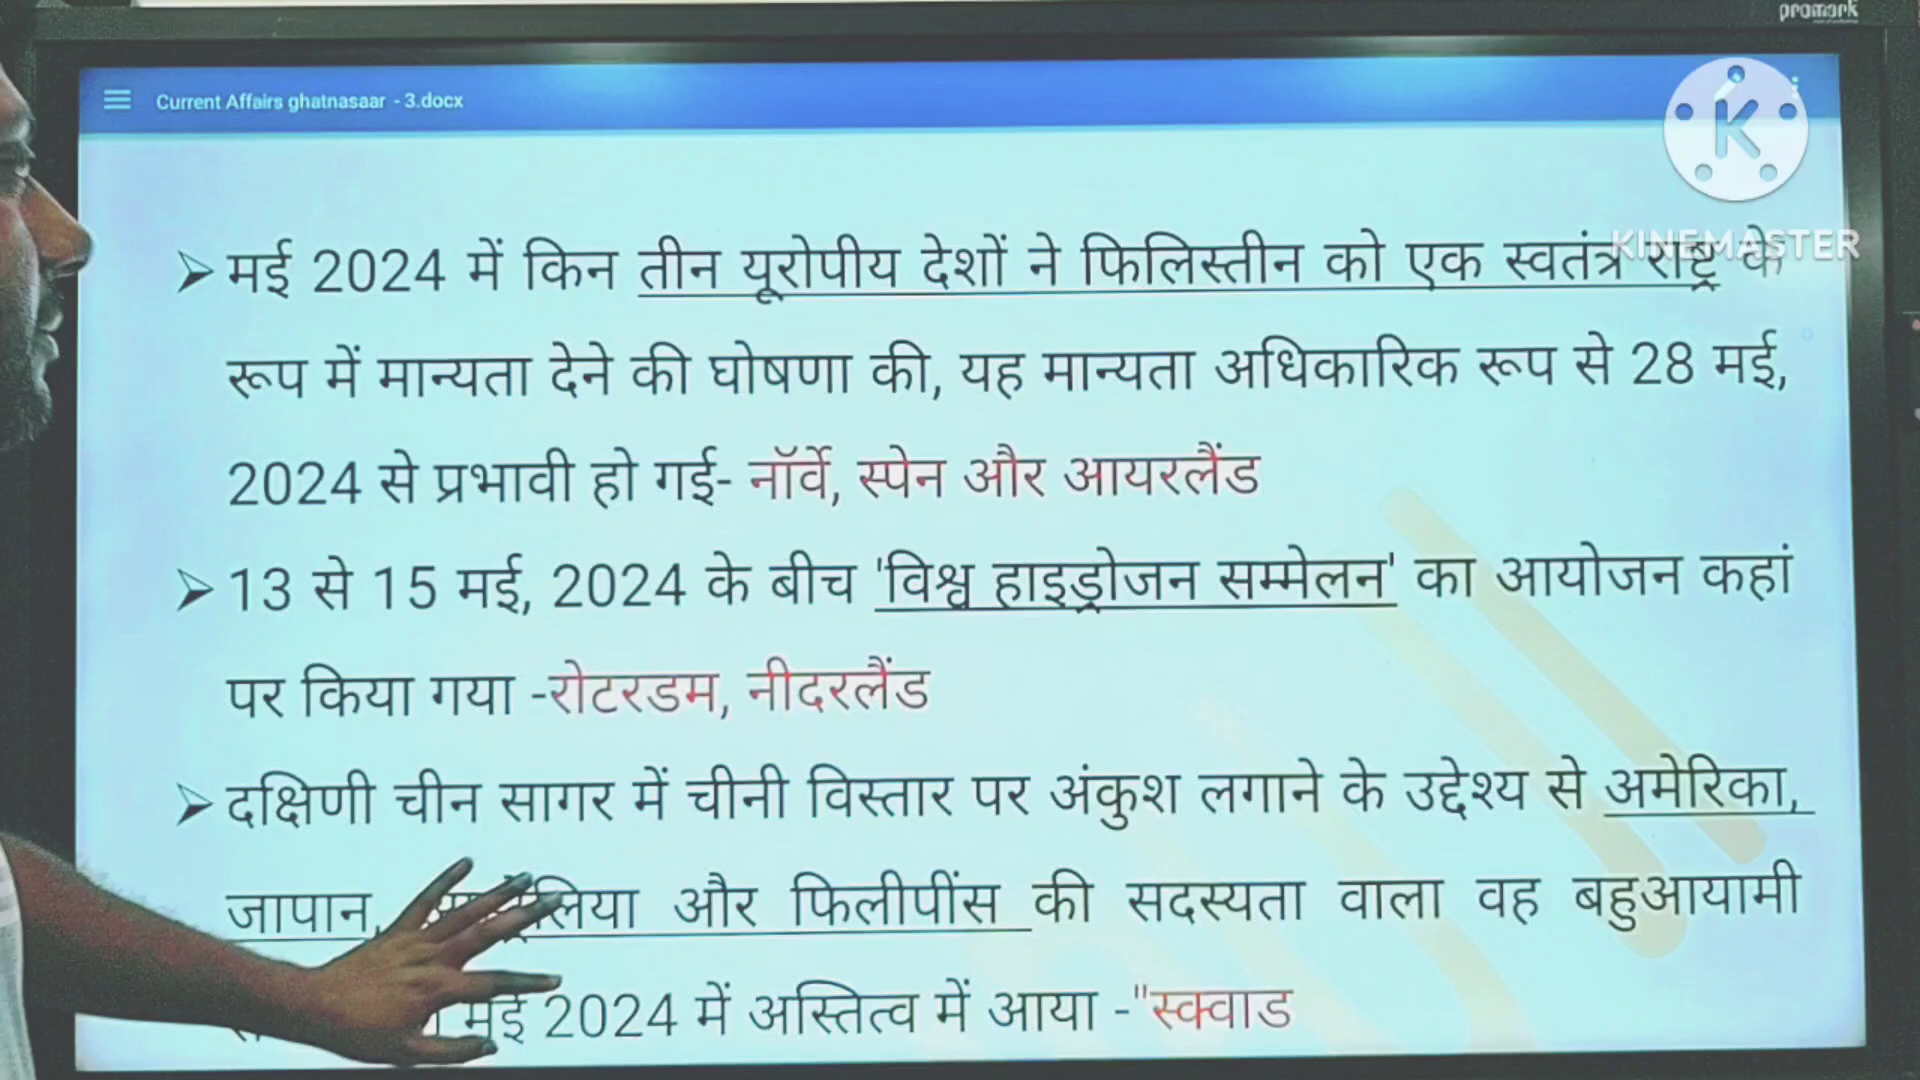 promark
Current Affairs ghatnasaar - 3.docx
KINEMASTER
➢ मई 2024 में किन तीन यूरोपीय देशों ने फिलिस्तीन को एक स्वतंत्र राष्ट्र के
रूप में मान्यता देने की घोषणा की, यह मान्यता अधिकारिक रूप से 28 मई,
2024 से प्रभावी हो गई- नॉर्वे, स्पेन और आयरलैंड
➢ 13 से 15 मई, 2024 के बीच 'विश्व हाइड्रोजन सम्मेलन' का आयोजन कहां
पर किया गया -रोटरडम, नीदरलैंड
➢ दक्षिणी चीन सागर में चीनी विस्तार पर अंकुश लगाने के उद्देश्य से अमेरिका,
जापान, और फिलीपींस की सदस्यता वाला वह बहुआयामी
मई 2024 में अस्तित्व में आया -"स्क्वाड